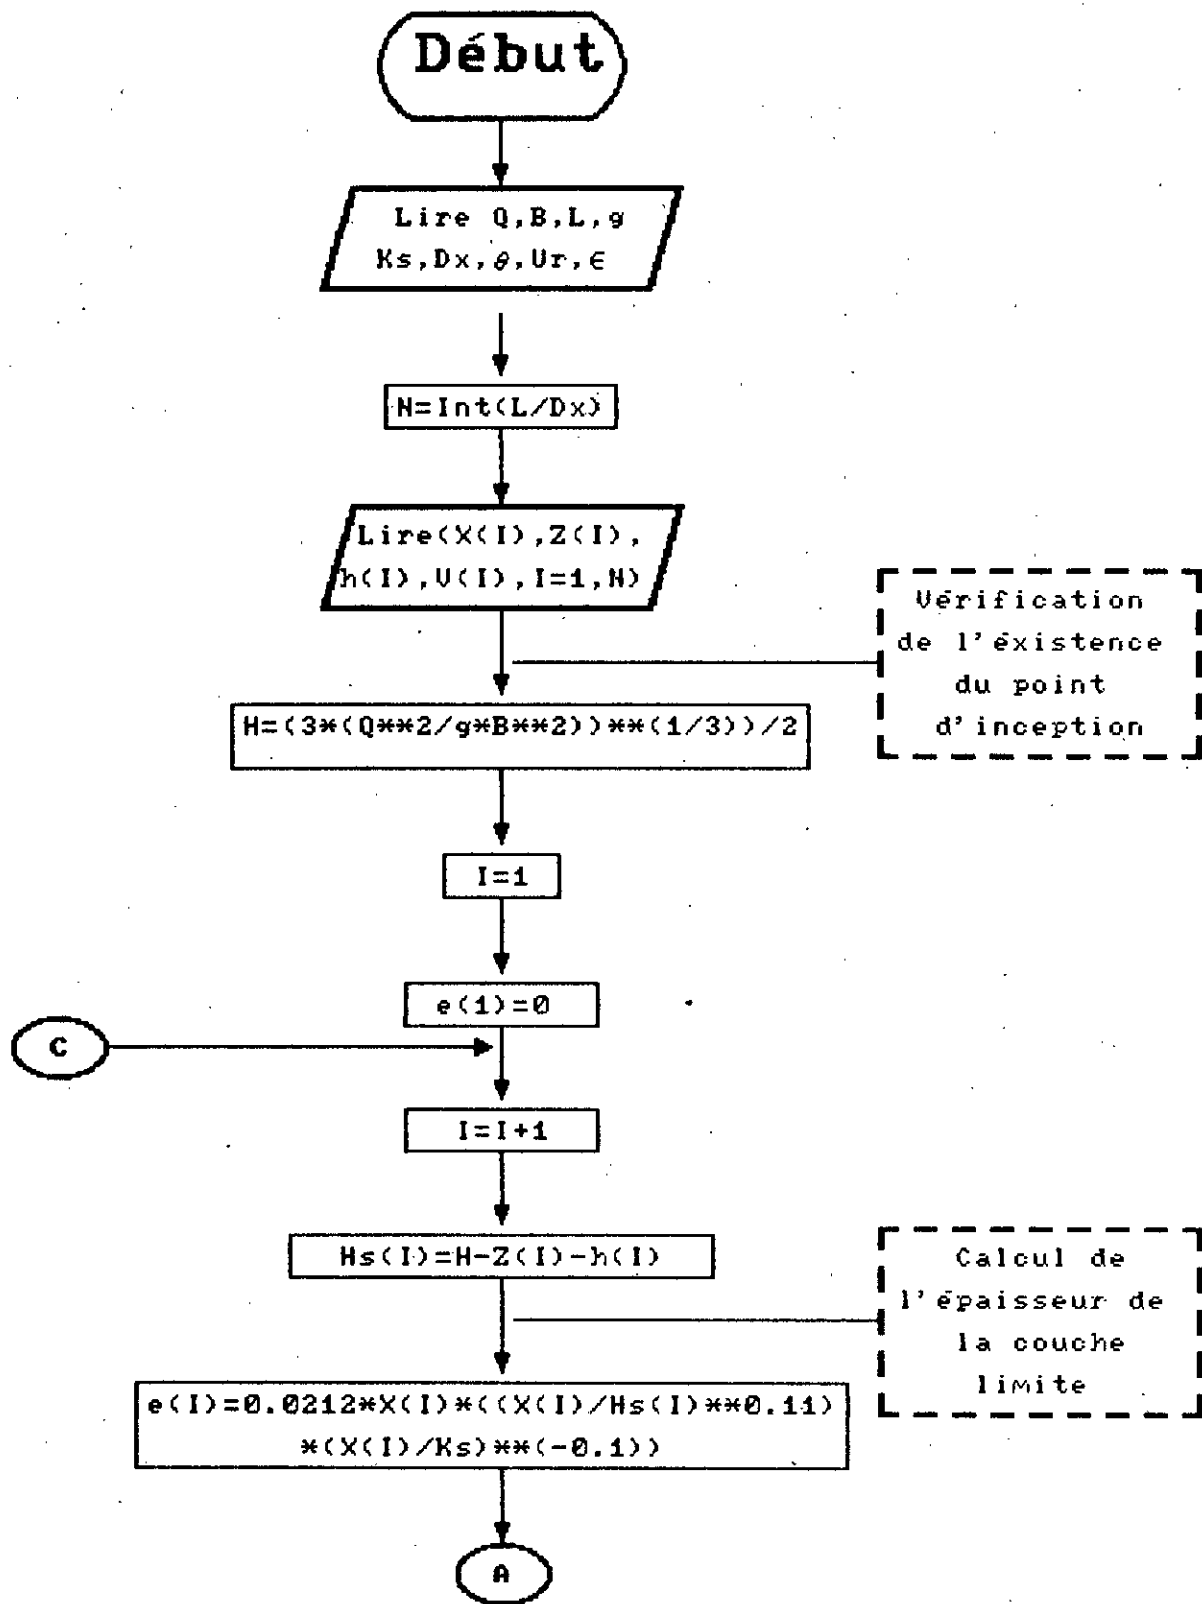 Début
Lire Q,B,L,g
Ks,Dx,θ,Ur,ϵ
N=Int(L/Dx)
Lire(X(I),Z(I),
h(I),U(I),I=1,N)
Vérification
de l'éxistence
du point
d'inception
H=(3*(Q**2/g*B**2))**(1/3))/2
I=1
e(1)=0
C
I=I+1
Hs(I)=H-Z(I)-h(I)
Calcul de
l'épaisseur de
la couche
limite
e(I)=0.0212*X(I)*((X(I)/Hs(I)**0.11)
*(X(I)/Ks)**(-0.1))
A